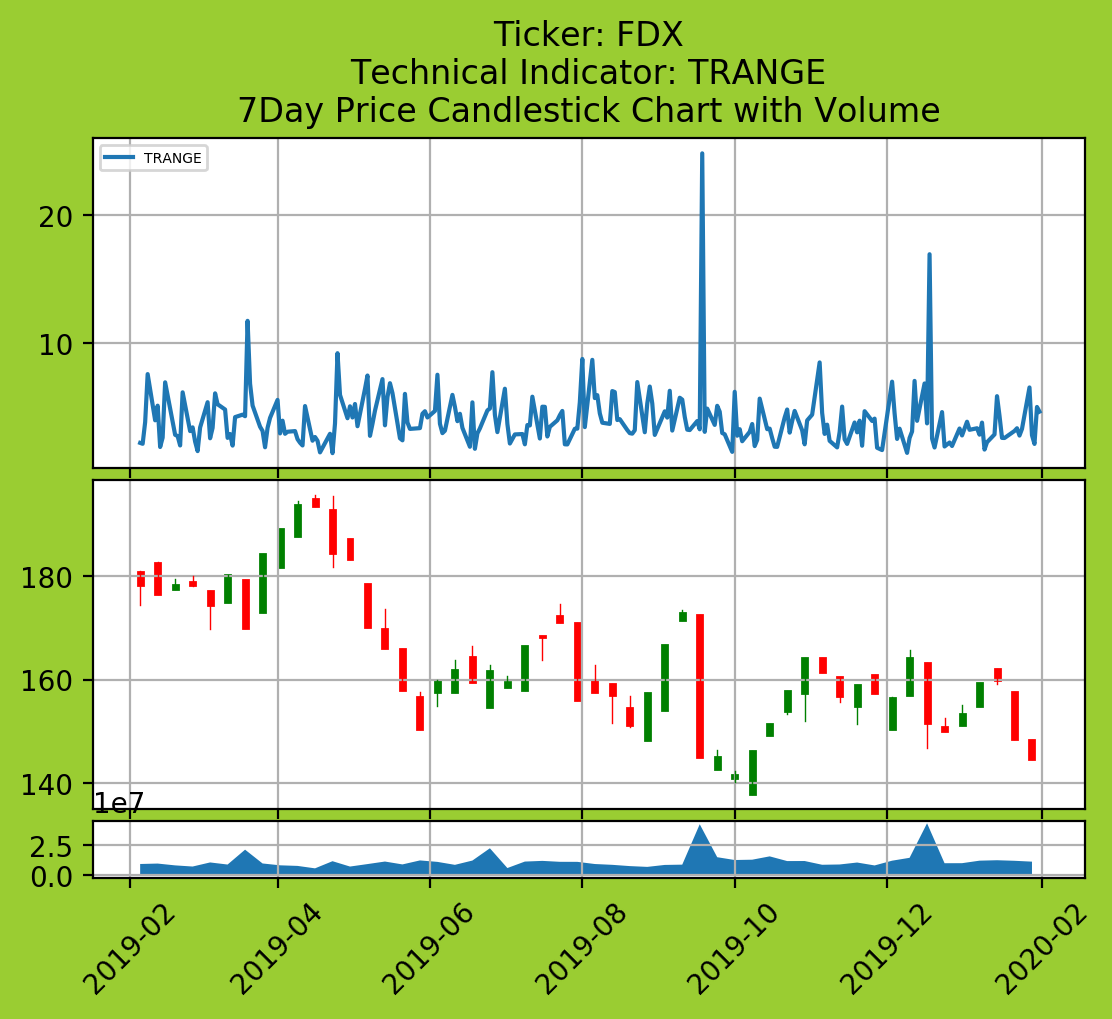 Ticker: FDX
Technical Indicator: TRANGE
7Day Price Candlestick Chart with Volume
TRANGE
20
10
180
160
140
1e7
2.5
0.0
2019-02
2019-04
2019-06
2019-08
2019-10
2019-12
2020-02